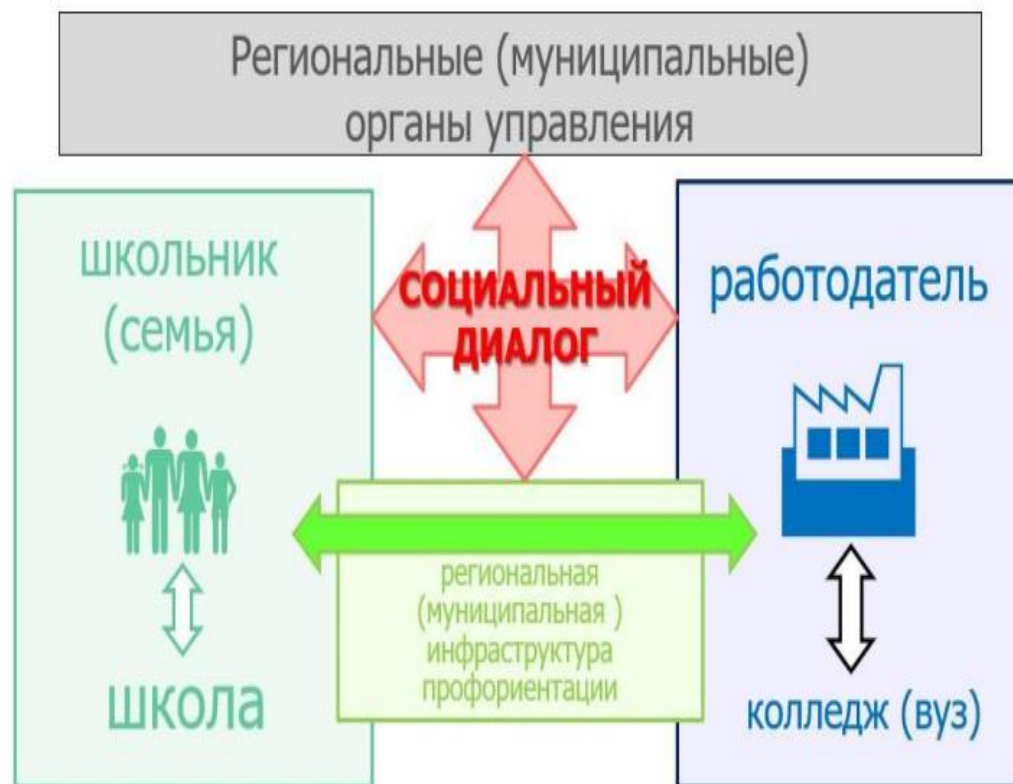 Региональные (муниципальные)
органы управления
школьник
(семья)
СОЦИАЛЬНЫЙ
ДИАЛОГ
работодатель
региональная
(муниципальная )
инфраструктура
профориентации
школа
колледж (вуз)